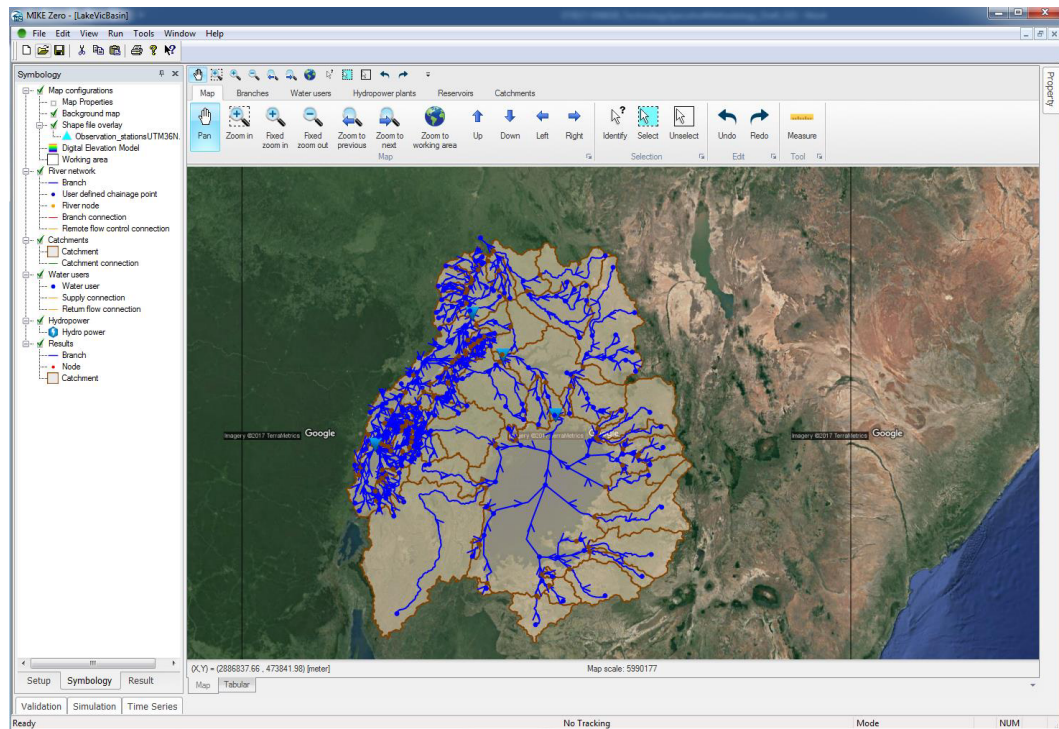 MIKE Zero - [LakeVicBasin]
File Edit View Run Tools Window Help
Symbology
Map configurations
Map Properties
Background map
Shape file overlay
Observation_stationsUTM36N.
Digital Elevation Model
Working area
River network
Branch
User defined chainage point
River node
Branch connection
Remote flow control connection
Catchments
Catchment
Catchment connection
Water users
Water user
Supply connection
Return flow connection
Hydropower
Hydro power
Results
Branch
Node
Catchment
Setup Symbology Result
Map Branches Water users Hydropower plants Reservoirs Catchments
Pan Zoom in Fixed zoom in Fixed zoom out Zoom to previous Zoom to next Zoom to working area Up Down Left Right Identify Select Unselect Undo Redo Measure
Map Selection Edit Tool
Property
Imagery ©2017 TerraMetrics Google
Imagery ©2017 TerraMetrics Google
(X,Y) = (2886837.66 , 473841.98) [meter] Map scale: 5990177
Map Tabular
Validation Simulation Time Series
Ready No Tracking Mode NUM